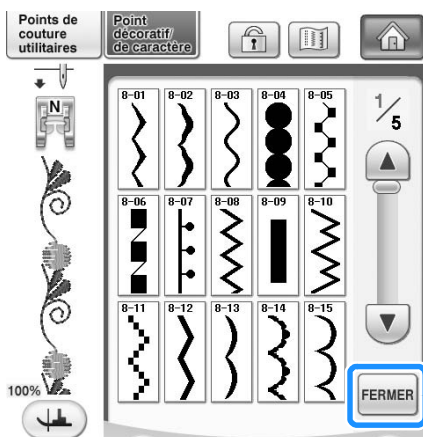 Points de
couture
utilitaires
Point
décoratif/
de caractère
N
100%
8-01 8-02 8-03 8-04 8-05
8-06 8-07 8-08 8-09 8-10
8-11 8-12 8-13 8-14 8-15
1/5
FERMER